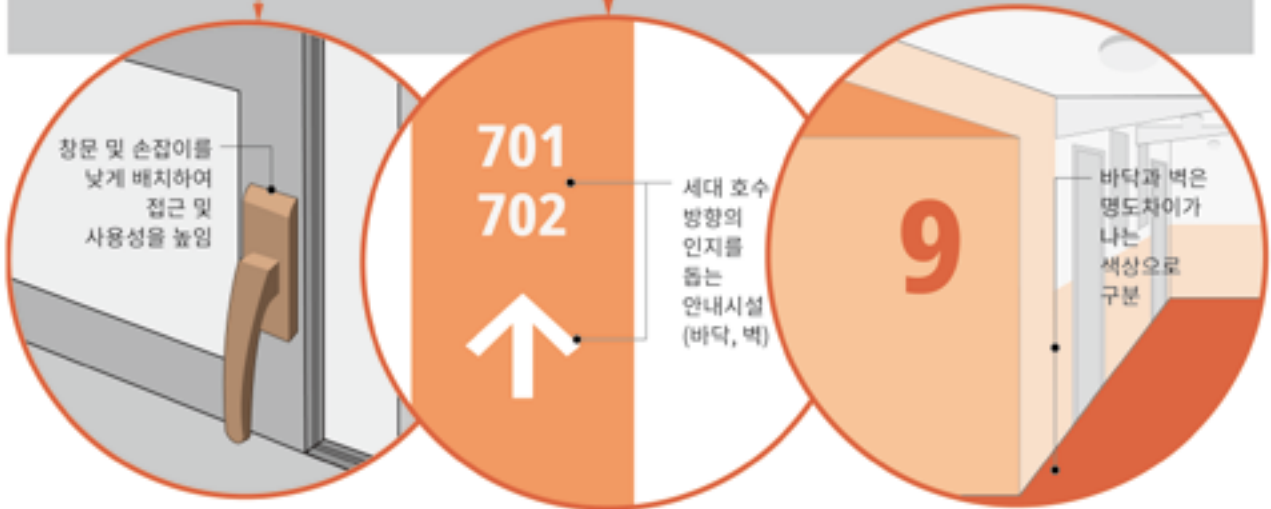 창문 및 손잡이를
낮게 배치하여
접근 및
사용성을 높임
701
702
세대 호수
방향의
인지를
돕는
안내시설
(바닥, 벽)
9
바닥과 벽은
명도차이가
나는
색상으로
구분